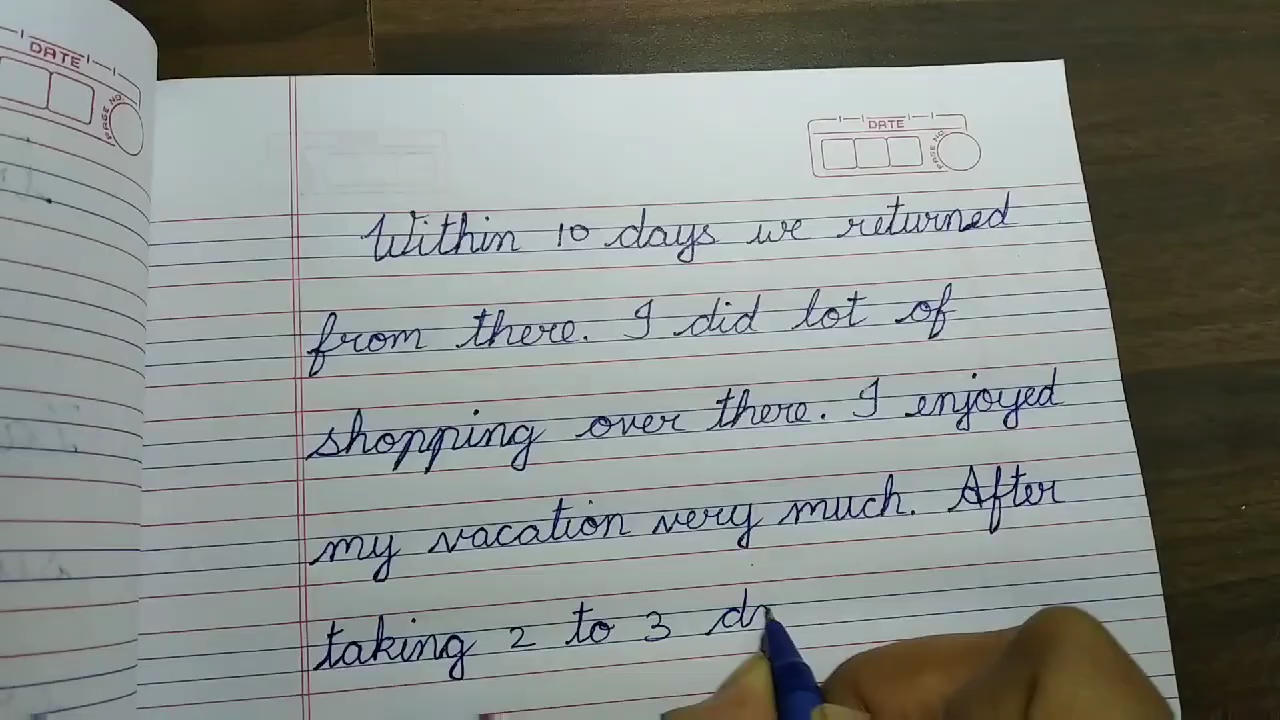 DATE
PAGE NO.
DATE
PAGE NO.
Within 10 days we returned
from there. I did lot of
shopping over there. I enjoyed
my vacation very much. After
taking 2 to 3